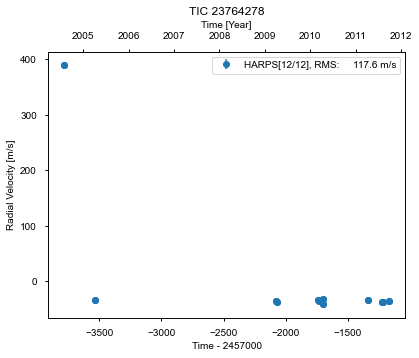 TIC 23764278
Time [Year]
2005 2006 2007 2008 2009 2010 2011 2012
HARPS[12/12], RMS: 117.6 m/s
Radial Velocity [m/s]
400
300
200
100
0
−3500 −3000 −2500 −2000 −1500
Time - 2457000